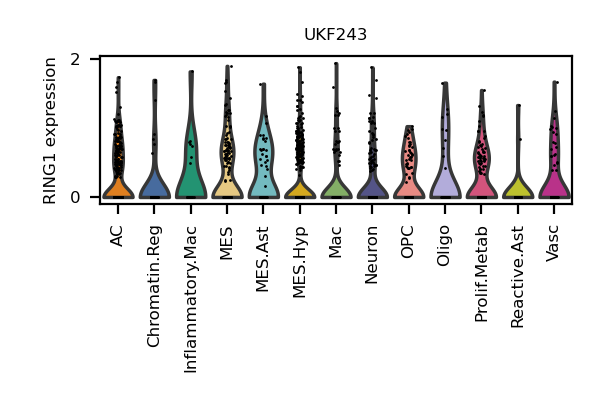 UKF243
RING1 expression
2
0
AC
Chromatin.Reg
Inflammatory.Mac
MES
MES.Ast
MES.Hyp
Mac
Neuron
OPC
Oligo
Prolif.Metab
Reactive.Ast
Vasc